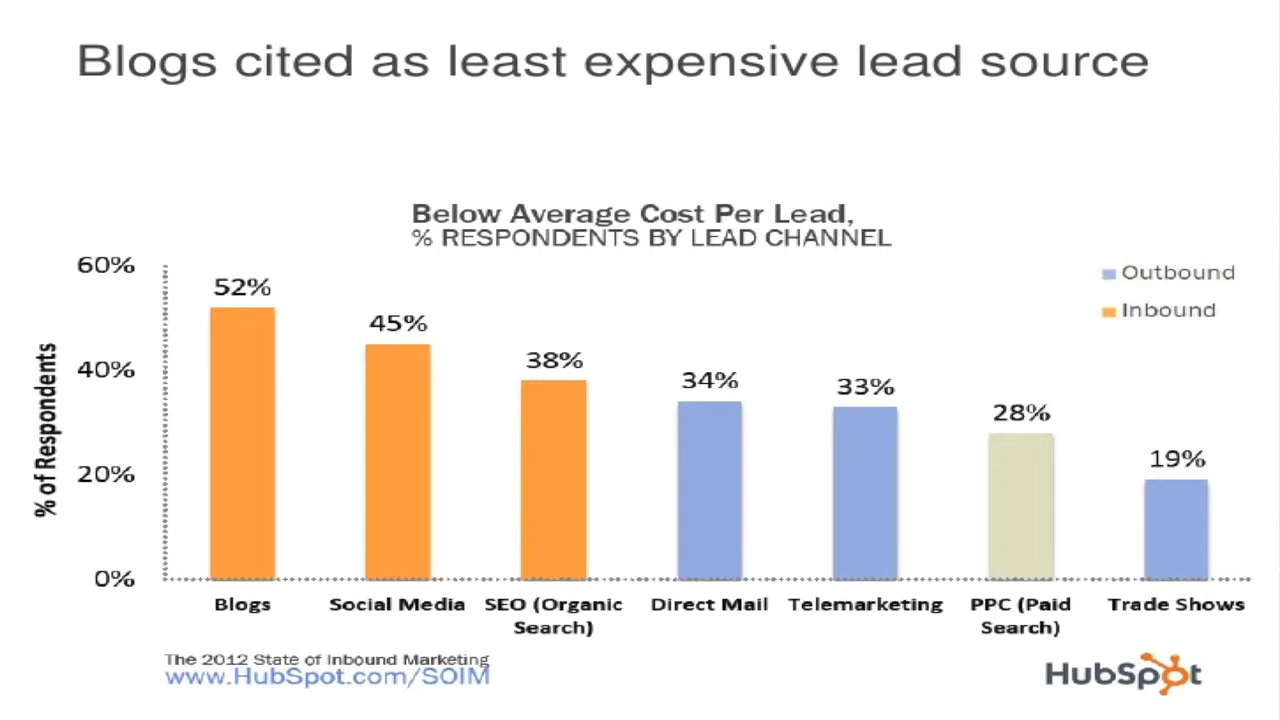 Blogs cited as least expensive lead source
Below Average Cost Per Lead,
% RESPONDENTS BY LEAD CHANNEL
Outbound
Inbound
% of Respondents
60%
40%
20%
0%
52%
45%
38%
34%
33%
28%
19%
Blogs
Social Media
SEO (Organic
Search)
Direct Mail
Telemarketing
PPC (Paid
Search)
Trade Shows
The 2012 State of Inbound Marketing
www.HubSpot.com/SOIM
HubSpot